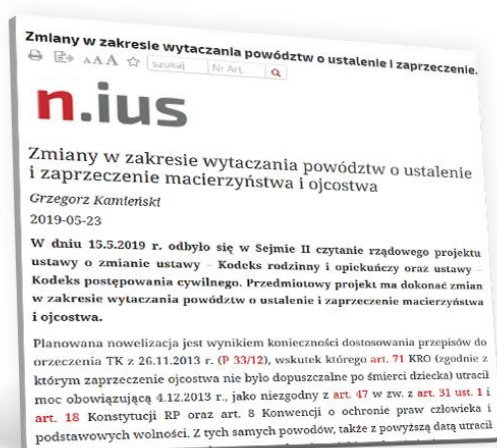 Zmiany w zakresie wytaczania powództw o ustalenie i zaprzeczenie.
AAA szukaj Nr Art.
n.ius
Zmiany w zakresie wytaczania powództw o ustalenie
i zaprzeczenie macierzyństwa i ojcostwa
Grzegorz Kamieński
2019-05-23
W dniu 15.5.2019 r. odbyło się w Sejmie II czytanie rządowego projektu
ustawy o zmianie ustawy – Kodeks rodzinny i opiekuńczy oraz ustawy –
Kodeks postępowania cywilnego. Przedmiotowy projekt ma dokonać zmian
w zakresie wytaczania powództw o ustalenie i zaprzeczenie macierzyństwa
i ojcostwa.
Planowana nowelizacja jest wynikiem konieczności dostosowania przepisów do
orzeczenia TK z 26.11.2013 r. (P 33/12), wskutek którego art. 71 KRO (zgodnie z
którym zaprzeczenie ojcostwa nie było dopuszczalne po śmierci dziecka) utracił
moc obowiązującą 4.12.2013 r., jako niezgodny z art. 47 w zw. z art. 31 ust. 1 i
art. 18 Konstytucji RP oraz art. 8 Konwencji o ochronie praw człowieka i
podstawowych wolności. Z tych samych powodów, także z powyższą datą utracił